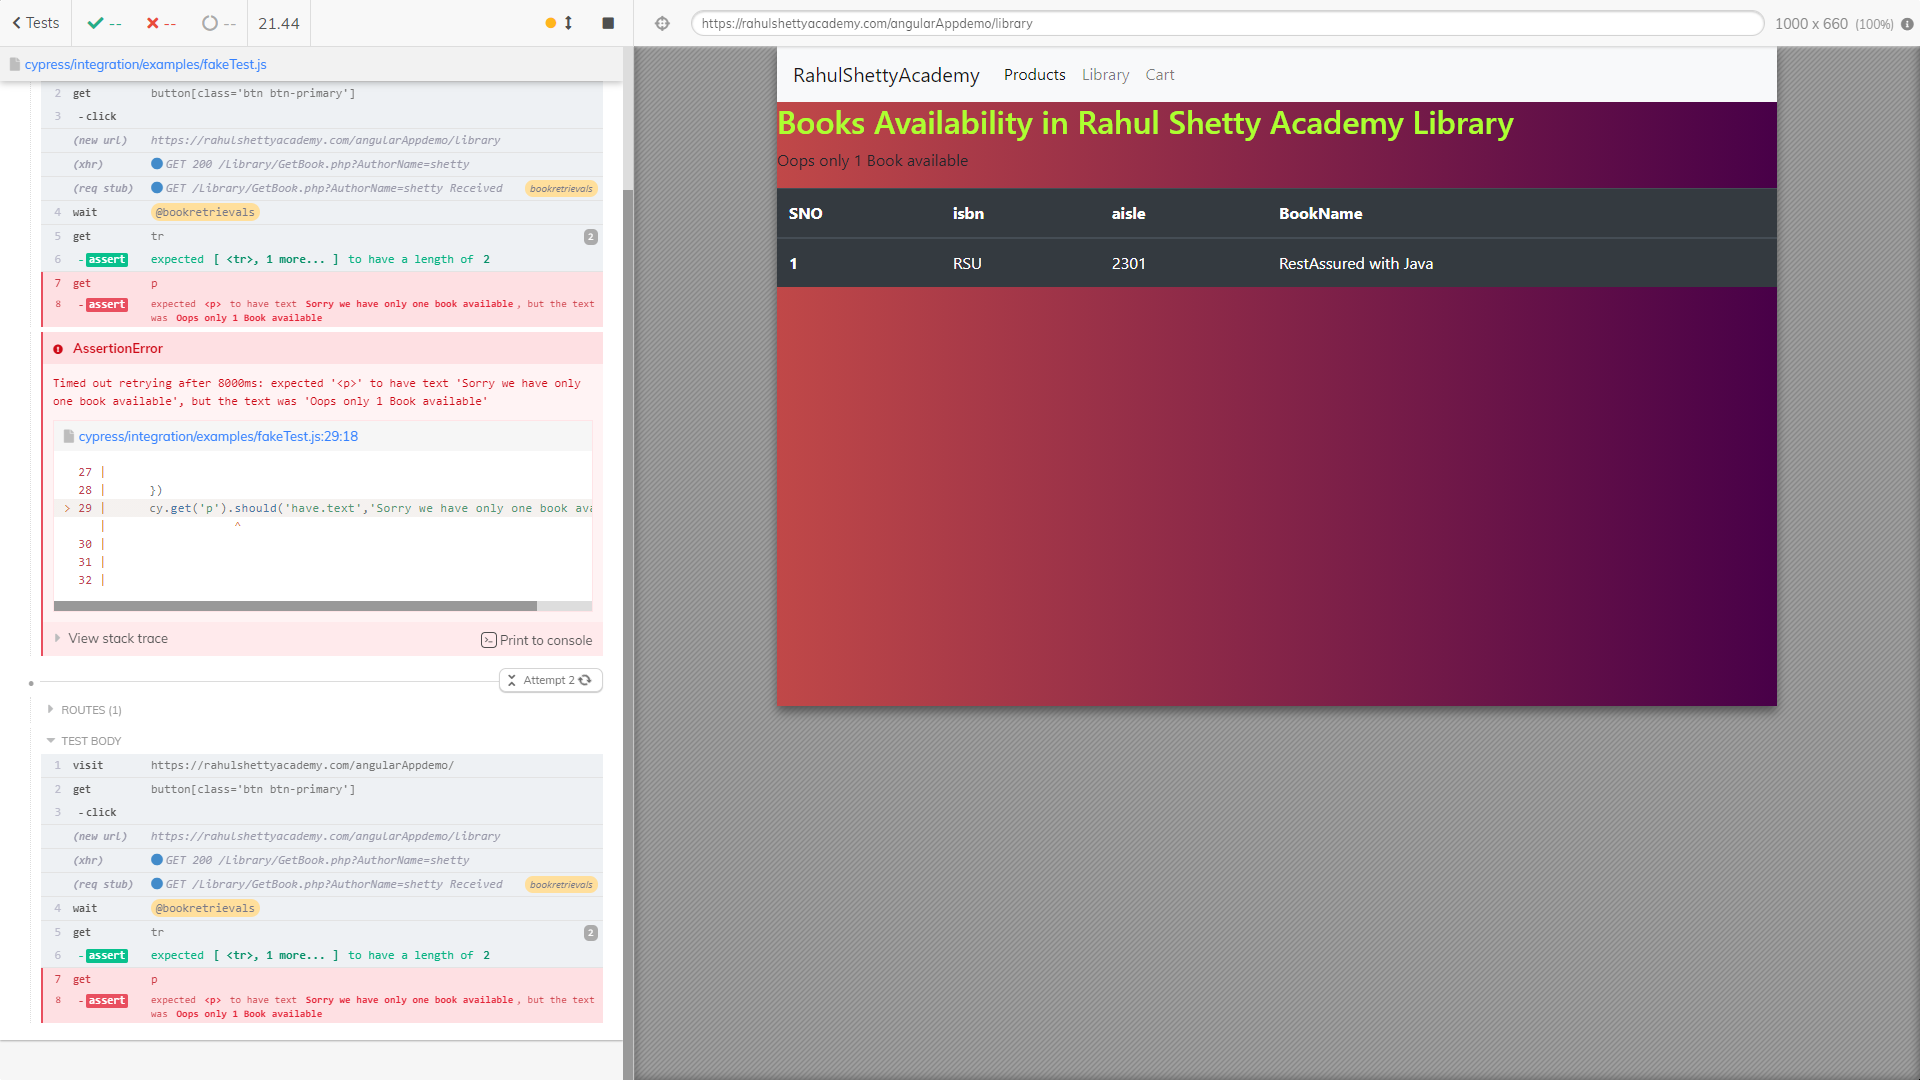 Tests -- -- -- 21.44
cypress/integration/examples/fakeTest.js
2 get button[class='btn btn-primary']
3 -click
(new url) https://rahulshettyacademy.com/angularAppdemo/library
(xhr) GET 200 /Library/GetBook.php?AuthorName=shetty
(req stub) GET /Library/GetBook.php?AuthorName=shetty Received bookretrievals
4 wait @bookretrievals
5 get tr 2
6 -assert expected [ <tr>, 1 more... ] to have a length of 2
7 get p
8 -assert expected <p> to have text Sorry we have only one book available, but the text
was Oops only 1 Book available
AssertionError
Timed out retrying after 8000ms: expected '<p>' to have text 'Sorry we have only
one book available', but the text was 'Oops only 1 Book available'
cypress/integration/examples/fakeTest.js:29:18
27 |
28 | })
> 29 | cy.get('p').should('have.text','Sorry we have only one book ava
| ^
30 |
31 |
32 |
View stack trace Print to console
Attempt 2
ROUTES (1)
TEST BODY
1 visit https://rahulshettyacademy.com/angularAppdemo/
2 get button[class='btn btn-primary']
3 -click
(new url) https://rahulshettyacademy.com/angularAppdemo/library
(xhr) GET 200 /Library/GetBook.php?AuthorName=shetty
(req stub) GET /Library/GetBook.php?AuthorName=shetty Received bookretrievals
4 wait @bookretrievals
5 get tr 2
6 -assert expected [ <tr>, 1 more... ] to have a length of 2
7 get p
8 -assert expected <p> to have text Sorry we have only one book available, but the text
was Oops only 1 Book available
https://rahulshettyacademy.com/angularAppdemo/library 1000 x 660 (100%)
RahulShettyAcademy Products Library Cart
Books Availability in Rahul Shetty Academy Library
Oops only 1 Book available
SNO isbn aisle BookName
1 RSU 2301 RestAssured with Java